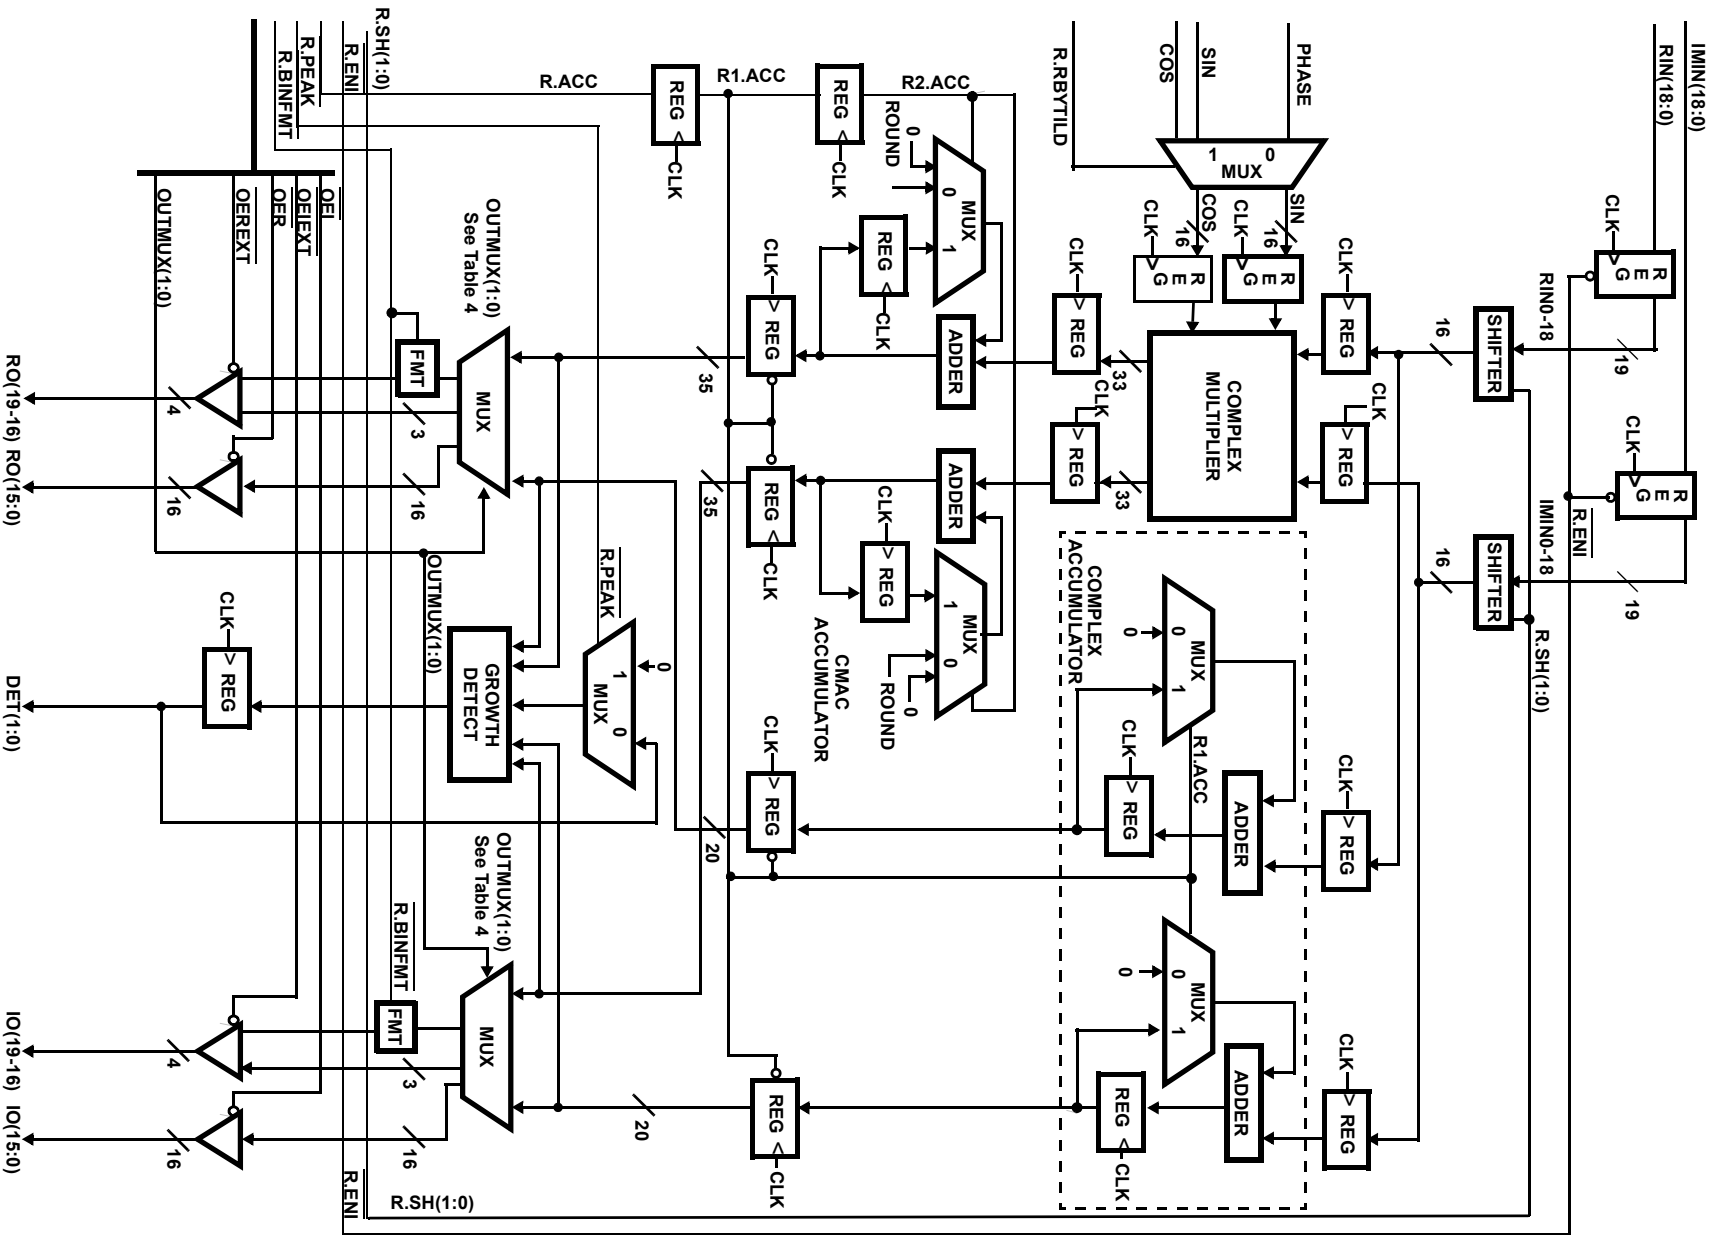 IMIN(18:0)
RIN(18:0)
PHASE
SIN
COS
R.RBYTILD
R2.ACC
R1.ACC
R.ACC
R.SH(1:0)
R.ENI
R.PEAK
R.BINFMT
CLK
REG
CLK
REG
R.ENI
RIN0-18
19
IMIN0-18
19
SHIFTER
SHIFTER
R.SH(1:0)
16
16
1
0
MUX
SIN
COS
16
16
CLK
REG
CLK
REG
CLK
REG
CLK
REG
CLK
REG
CLK
REG
COMPLEX
MULTIPLIER
33
33
CLK
REG
CLK
REG
ADDER
ADDER
REG
CLK
REG
CLK
0
ROUND
0
MUX
1
REG
CLK
CLK
REG
1
MUX
0
ROUND
0
CMAC
ACCUMULATOR
COMPLEX
ACCUMULATOR
0
0
MUX
1
R1.ACC
ADDER
CLK
REG
0
0
MUX
1
ADDER
REG
CLK
CLK
REG
REG
CLK
CLK
REG
REG
CLK
35
35
20
20
R.PEAK
0
1
MUX
0
GROWTH
DETECT
CLK
REG
OUTMUX(1:0)
See Table 4
MUX
FMT
3
16
OUTMUX(1:0)
OUTMUX(1:0)
See Table 4
MUX
R.BINFMT
FMT
3
16
OEI
OEIEXT
OER
OEREXT
OUTMUX(1:0)
4
16
4
16
R.ENI
R.SH(1:0)
RO(19-16)
RO(15:0)
DET(1:0)
IO(19-16)
IO(15:0)